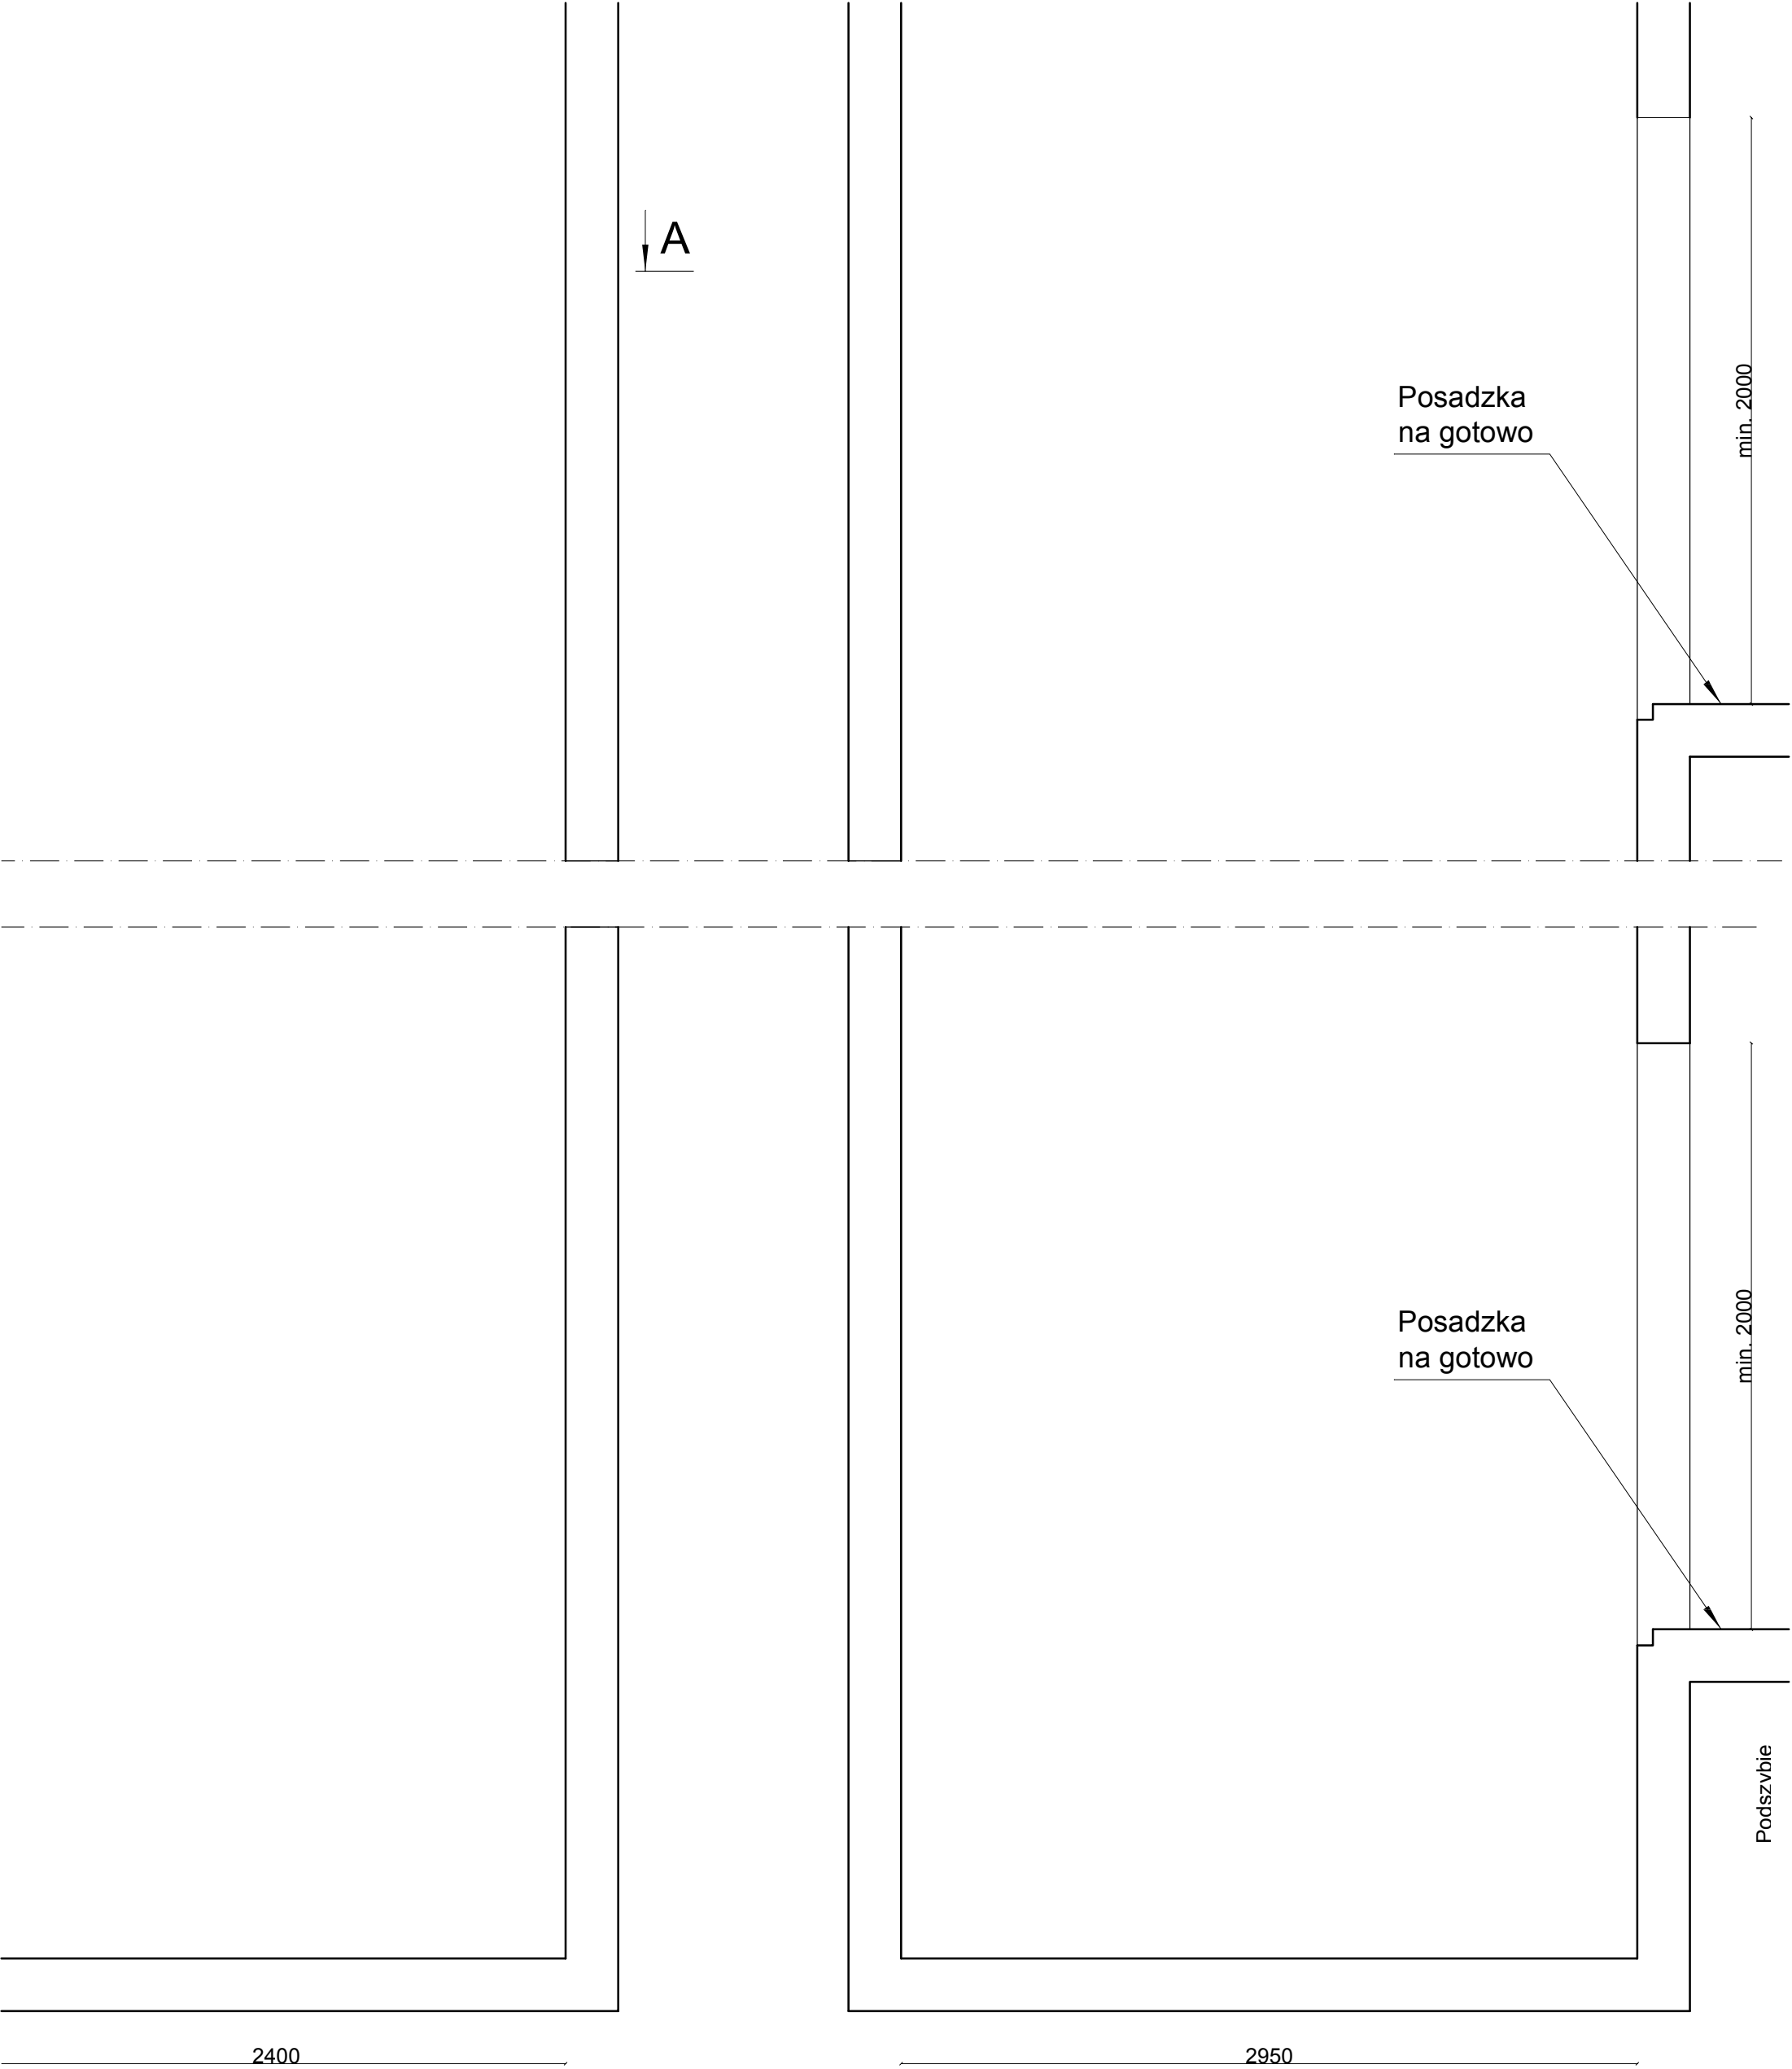 A
Posadzka
na gotowo
min. 2000
Posadzka
na gotowo
min. 2000
Podszybie
2400
2950